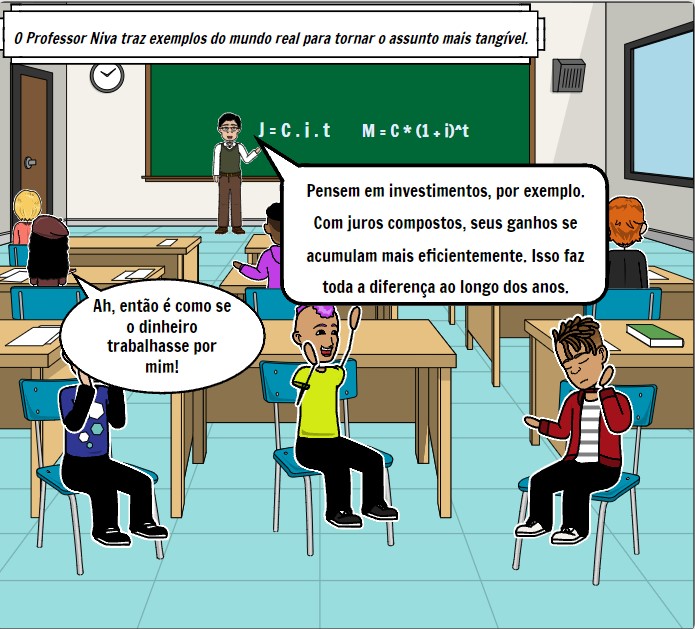 O Professor Niva traz exemplos do mundo real para tornar o assunto mais tangível.
J = C . i . t M = C * (1 + i)^t
Pensem em investimentos, por exemplo.
Com juros compostos, seus ganhos se
acumulam mais eficientemente. Isso faz
toda a diferença ao longo dos anos.
Ah, então é como se
o dinheiro
trabalhasse por
mim!